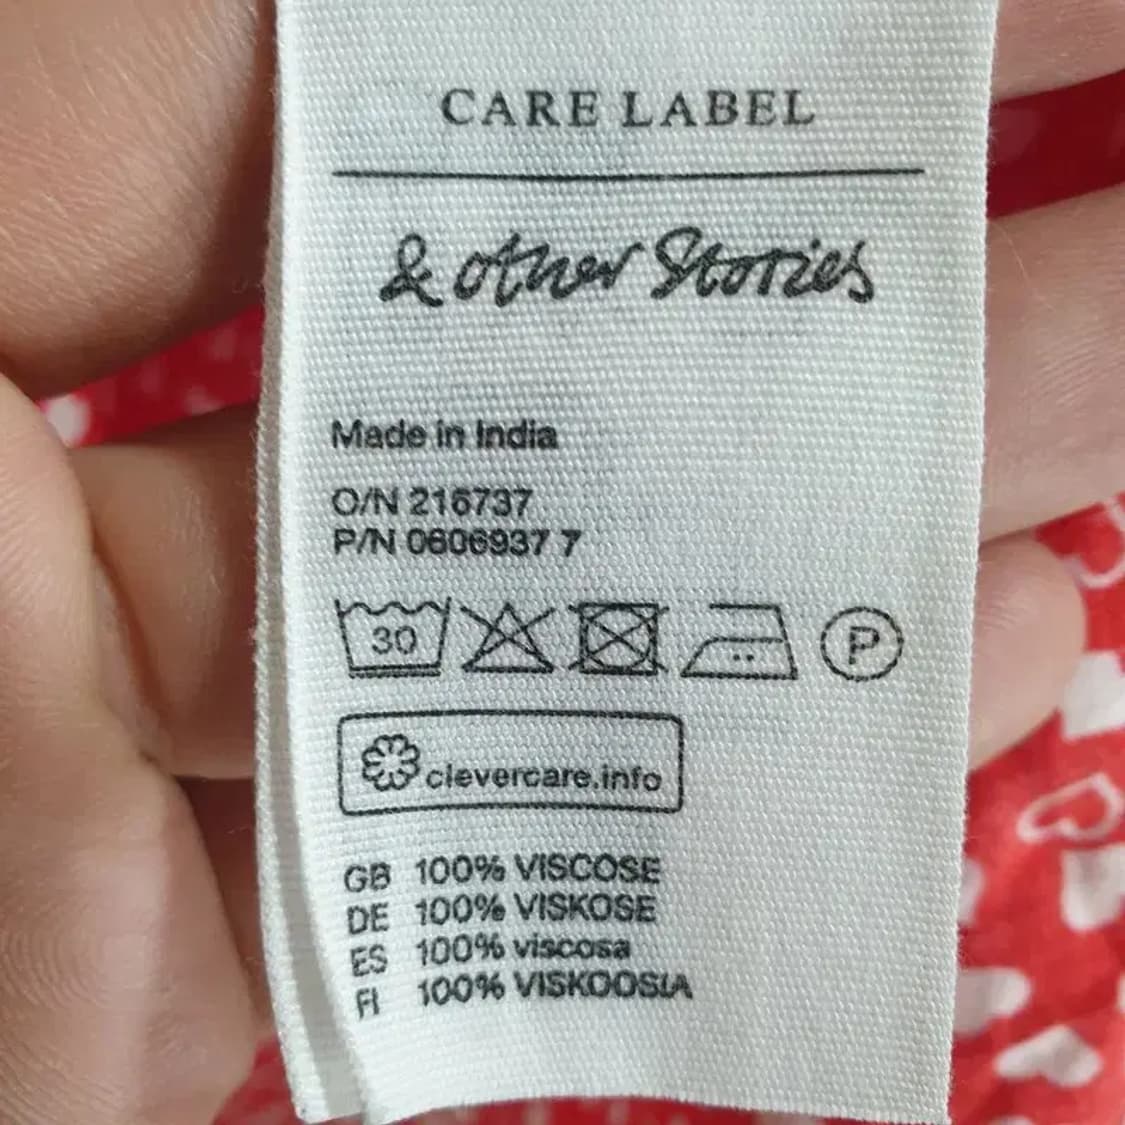 CARE LABEL
& other Stories
Made in India
O/N 216737
P/N 0606937 7
30 P
clevercare.info
GB 100% VISCOSE
DE 100% VISKOSE
ES 100% viscosa
FI 100% VISKOOSIA